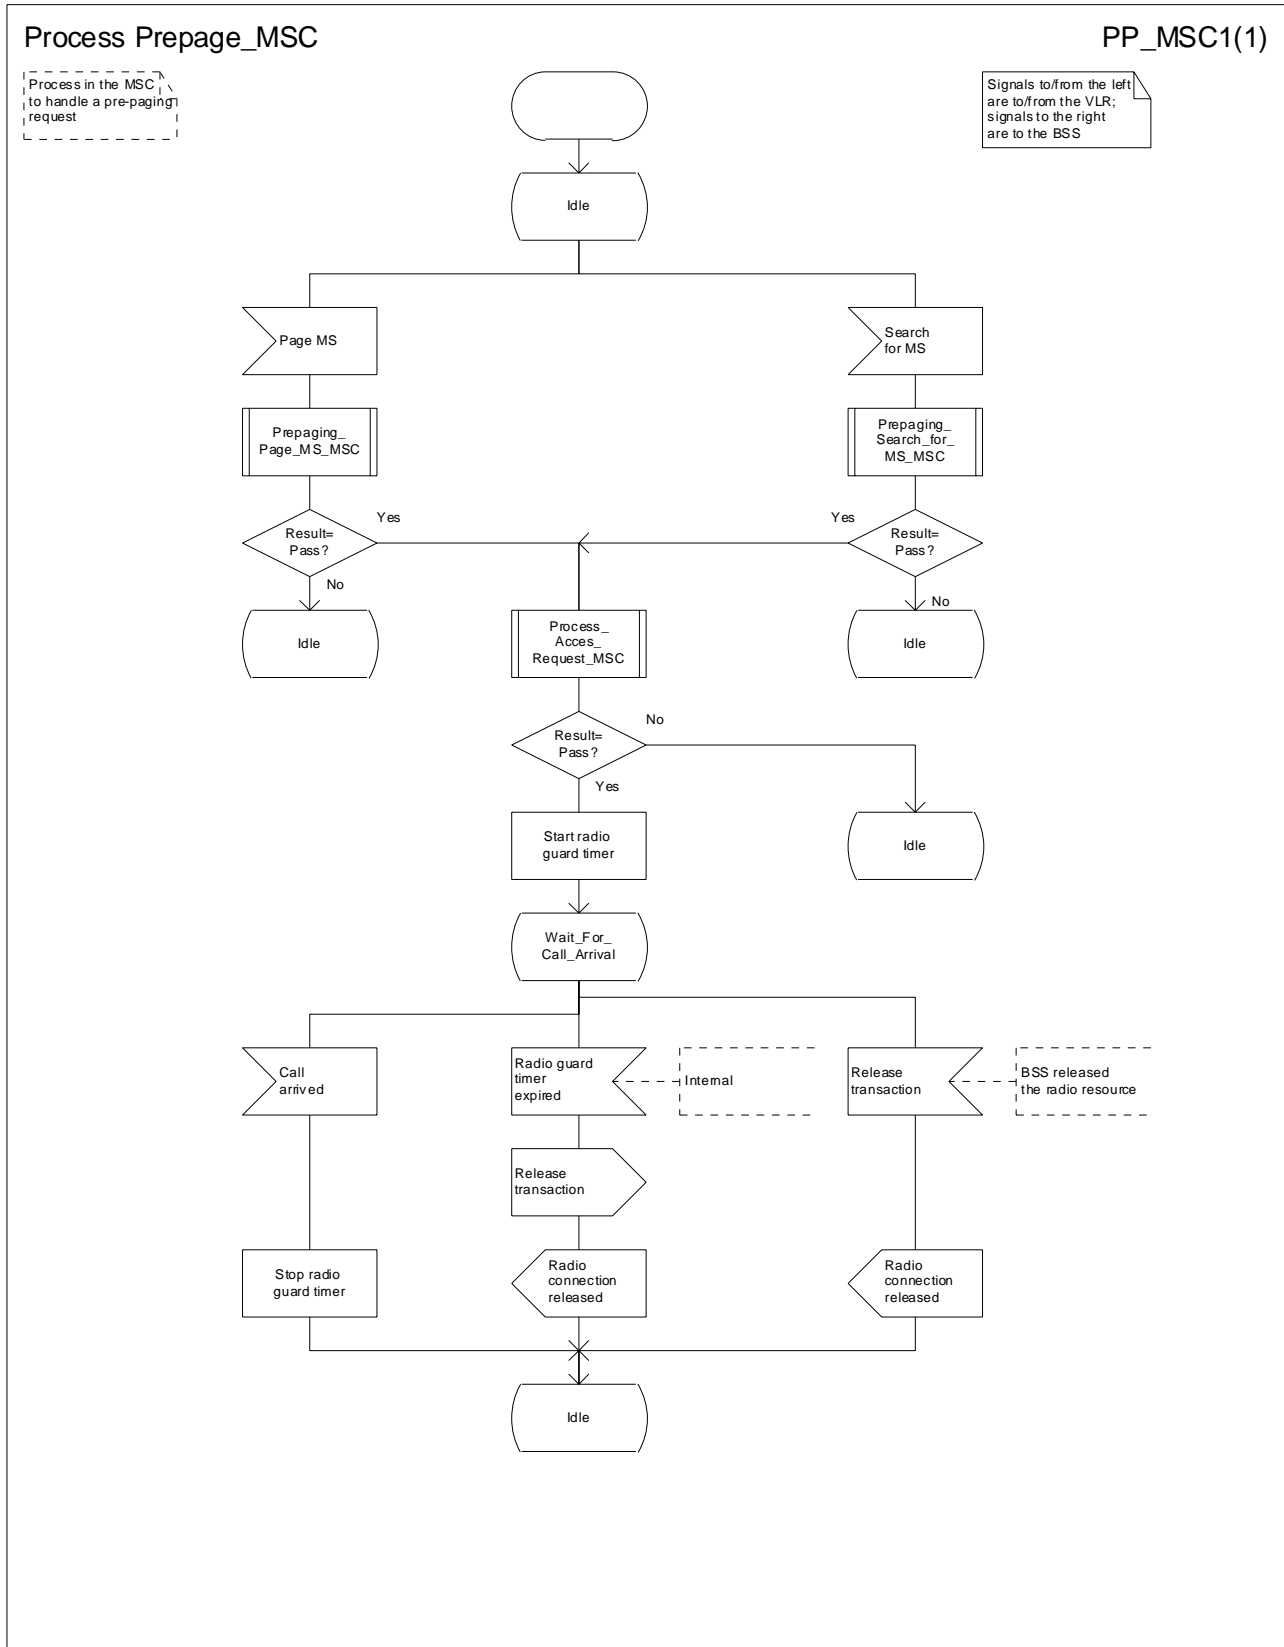 Process Prepage_MSC
PP_MSC1(1)
Process in the MSC
to handle a pre-paging
request
Signals to/from the left
are to/from the VLR;
signals to the right
are to the BSS
Idle
Page MS
Search
for MS
Prepaging_
Page_MS_MSC
Prepaging_
Search_for_
MS_MSC
Result=
Pass?
Yes
No
Yes
Result=
Pass?
No
Idle
Process_
Acces_
Request_MSC
Idle
Result=
Pass?
No
Yes
Start radio
guard timer
Idle
Wait_For_
Call_Arrival
Call
arrived
Radio guard
timer
expired
Internal
Release
transaction
BSS released
the radio resource
Release
transaction
Stop radio
guard timer
Radio
connection
released
Radio
connection
released
Idle